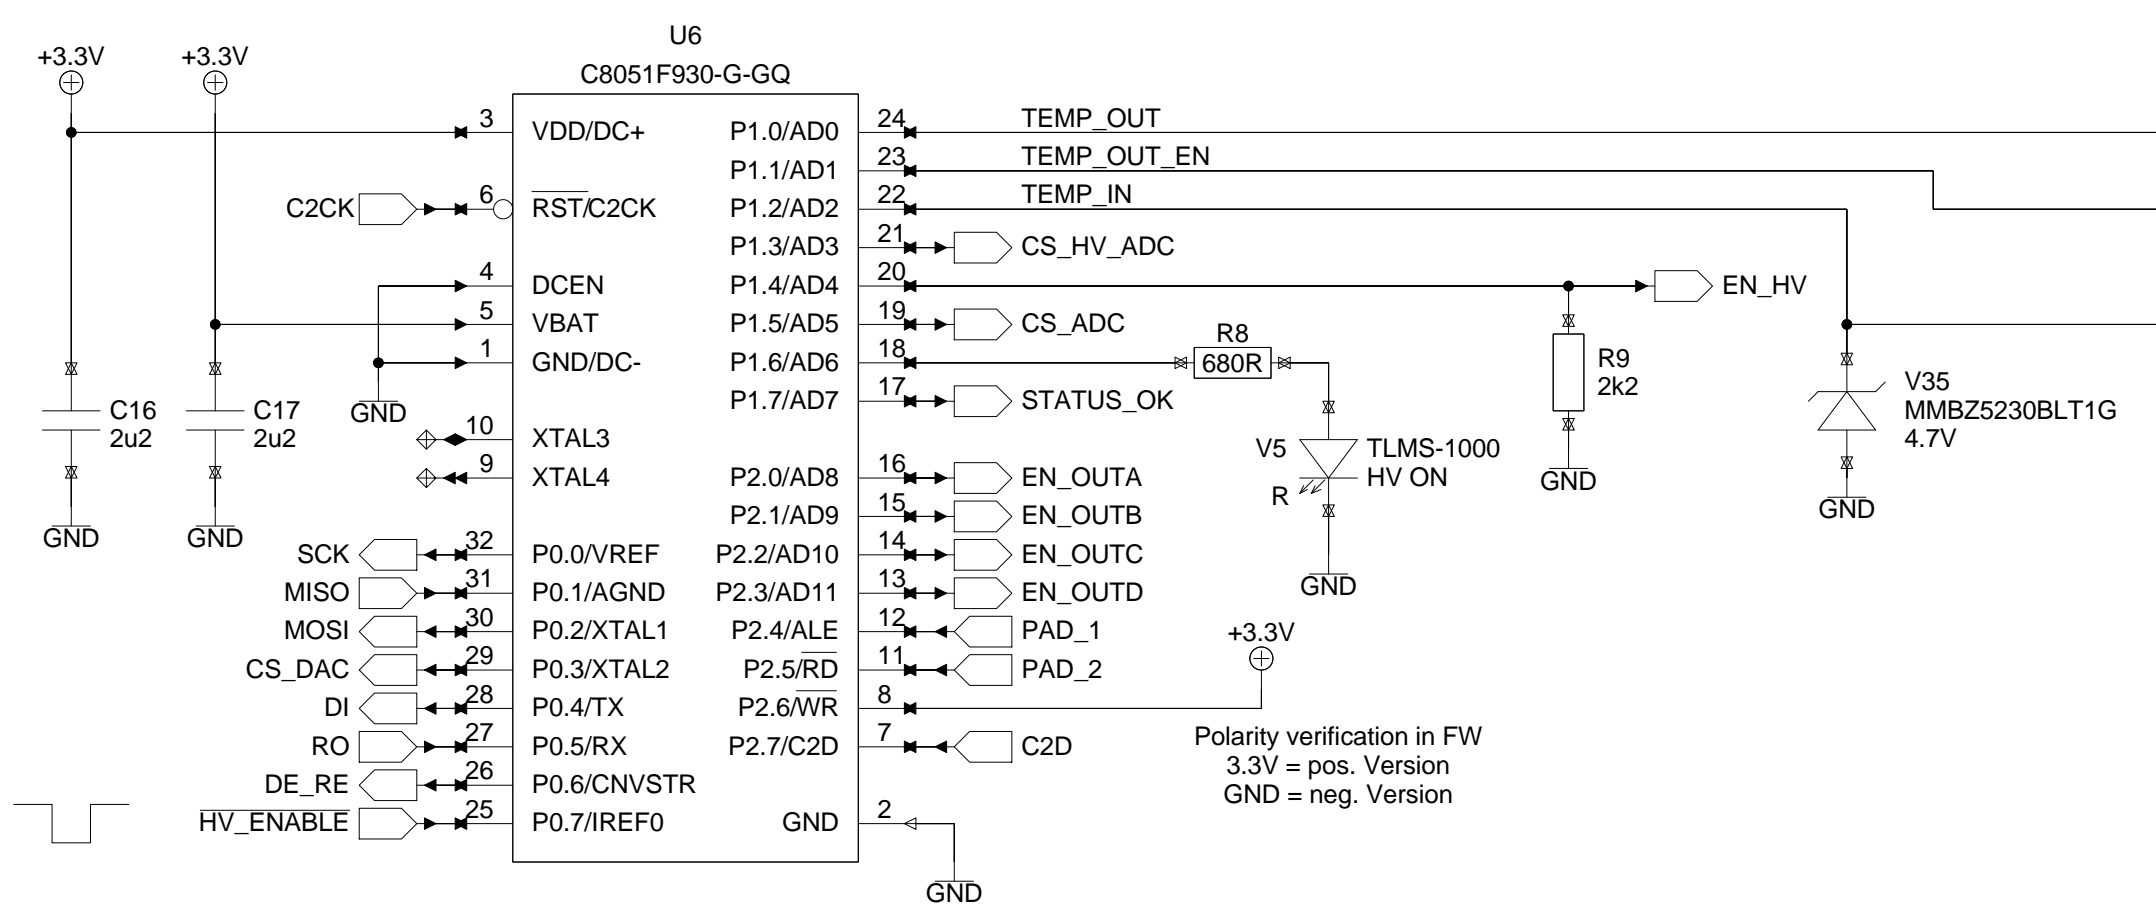 U6
C8051F930-G-GQ
+3.3V
+3.3V
3 VDD/DC+
C2CK 6 RST/C2CK
4 DCEN
5 VBAT
1 GND/DC-
GND
C16
2u2
GND
C17
2u2
GND
10 XTAL3
9 XTAL4
SCK 32 P0.0/VREF
MISO 31 P0.1/AGND
MOSI 30 P0.2/XTAL1
CS_DAC 29 P0.3/XTAL2
DI 28 P0.4/TX
RO 27 P0.5/RX
DE_RE 26 P0.6/CNVSTR
HV_ENABLE 25 P0.7/IREF0
P1.0/AD0 24 TEMP_OUT
P1.1/AD1 23 TEMP_OUT_EN
P1.2/AD2 22 TEMP_IN
P1.3/AD3 21 CS_HV_ADC
P1.4/AD4 20 EN_HV
P1.5/AD5 19 CS_ADC
P1.6/AD6 18
P1.7/AD7 17 STATUS_OK
P2.0/AD8 16 EN_OUTA
P2.1/AD9 15 EN_OUTB
P2.2/AD10 14 EN_OUTC
P2.3/AD11 13 EN_OUTD
P2.4/ALE 12 PAD_1
P2.5/RD 11 PAD_2
P2.6/WR 8
P2.7/C2D 7 C2D
GND 2
GND
R8
680R
V5 TLMS-1000
HV ON
R
GND
R9
2k2
GND
V35
MMBZ5230BLT1G
4.7V
GND
+3.3V
Polarity verification in FW
3.3V = pos. Version
GND = neg. Version